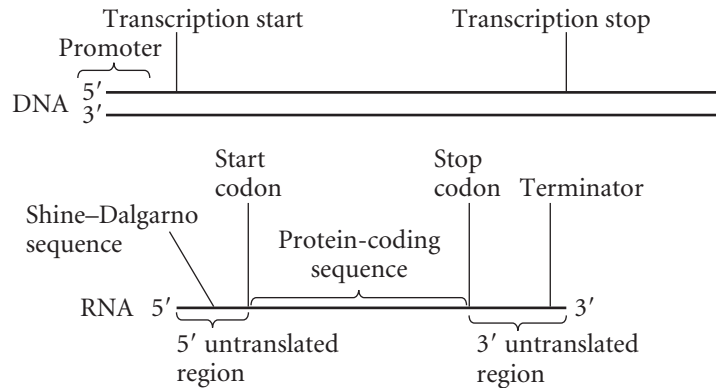 Transcription start
Transcription stop
Promoter
5′
DNA
3′
Start
codon
Stop
codon
Terminator
Shine–Dalgarno
sequence
Protein-coding
sequence
RNA 5′
3′
5′ untranslated
region
3′ untranslated
region